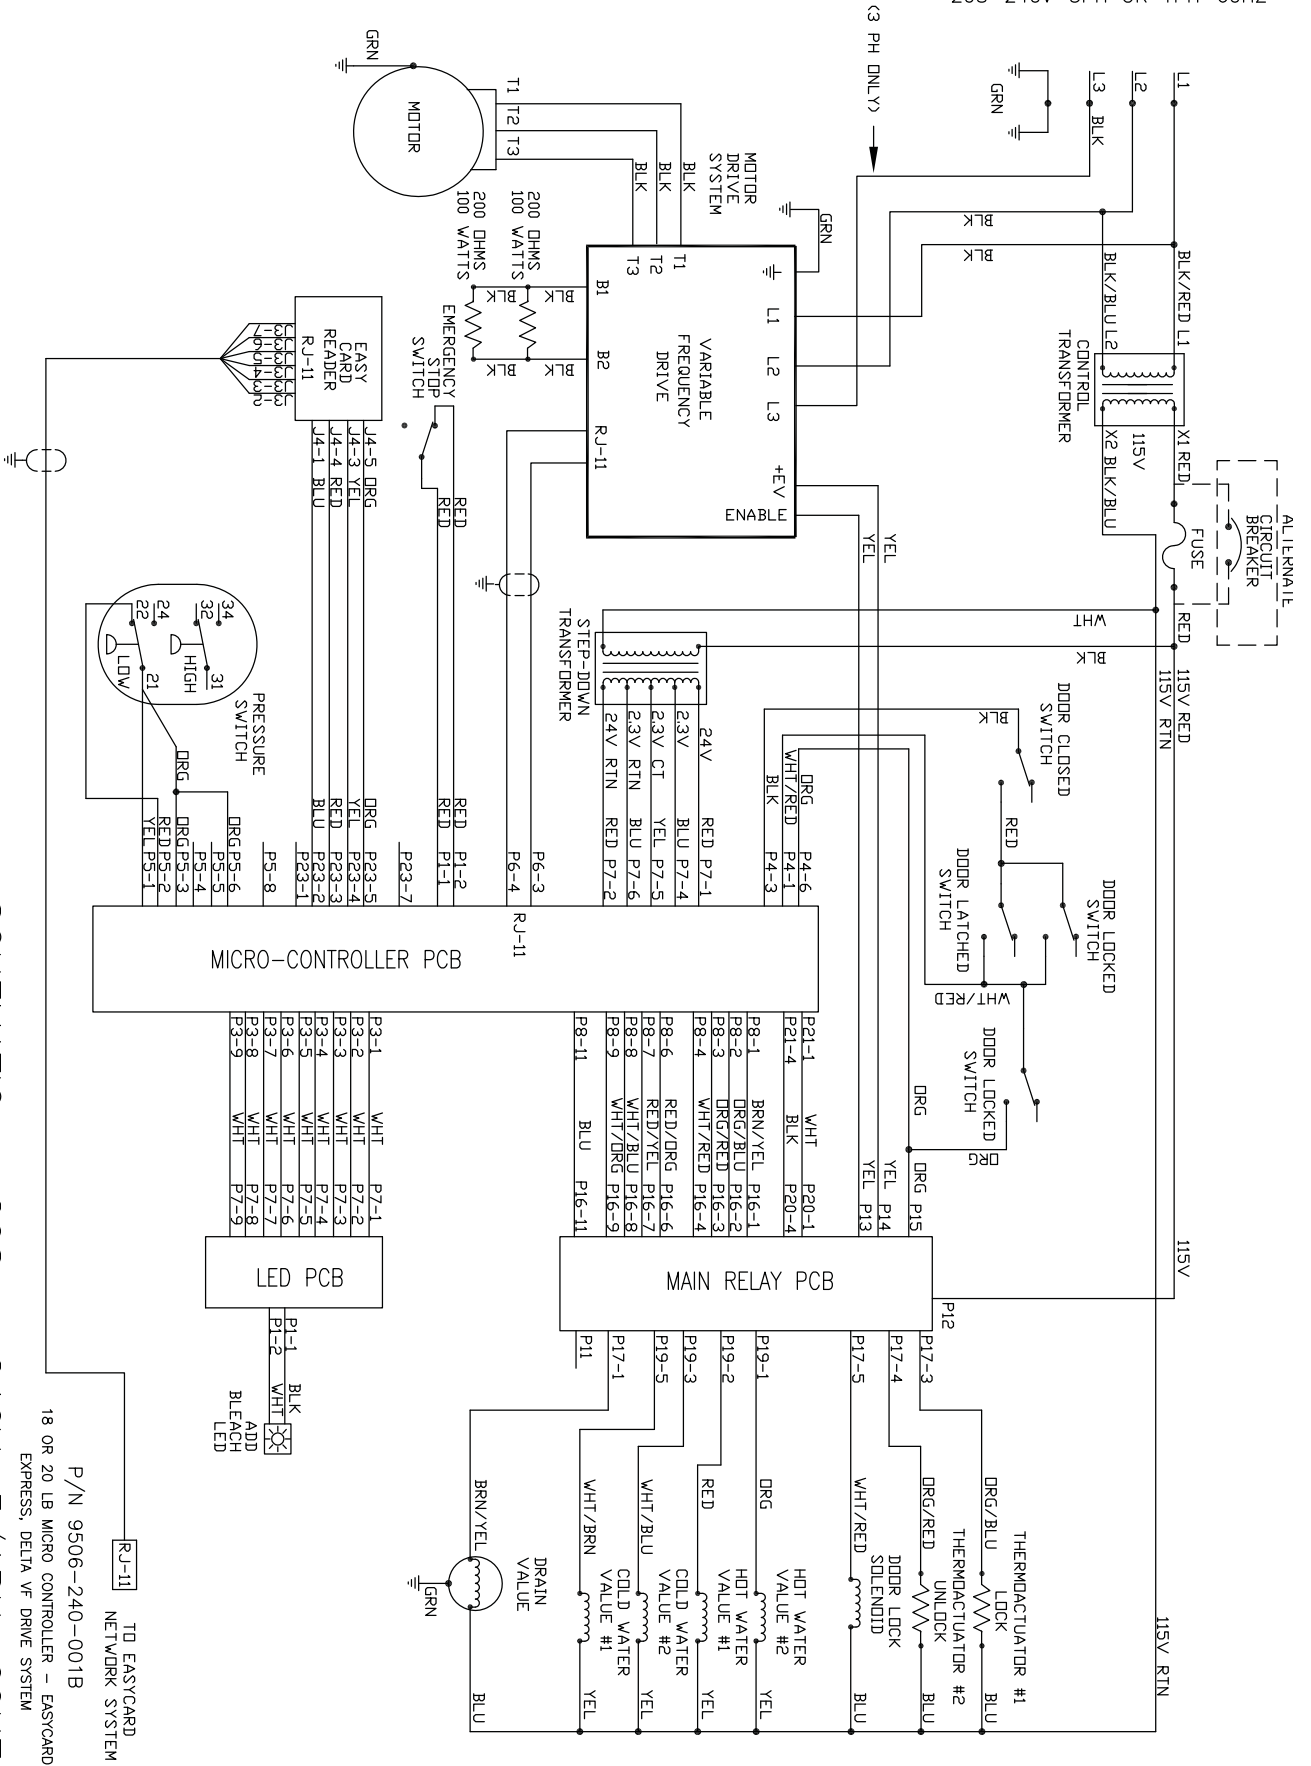 (3 PH ONLY)
L1
L2
L3
BLK
GRN
GRN
MOTOR
T1
T2
T3
BLK
BLK
BLK
MOTOR
DRIVE
SYSTEM
GRN
BLK
BLK
BLK/RED L1
BLK/BLU L2
CONTROL
TRANSFORMER
X1 RED
115V
X2 BLK/BLU
ALTERNATE
CIRCUIT
BREAKER
FUSE
RED
115V RED
115V RTN
WHT
BLK
T1
T2
T3
L1
L2
L3
+EV
ENABLE
VARIABLE
FREQUENCY
DRIVE
B1
B2
RJ-11
YEL
YEL
200 OHMS
100 WATTS
200 OHMS
100 WATTS
BLK
BLK
BLK
BLK
EMERGENCY
STOP
SWITCH
RED
RED
EASY
CARD
READER
RJ-11
J4-5 ORG
J4-3 YEL
J4-4 RED
J4-1 BLU
STEP-DOWN
TRANSFORMER
24V
2.3V
2.3V CT
2.3V RTN
24V RTN
RED P7-1
BLU P7-4
YEL P7-5
BLU P7-6
RED P7-2
DOOR CLOSED
SWITCH
BLK
RED
DOOR LATCHED
SWITCH
DOOR LOCKED
SWITCH
WHT/RED
DOOR LOCKED
SWITCH
ORG
ORG
ORG
WHT/RED
BLK
P4-6
P4-1
P4-3
PRESSURE
SWITCH
34
32
31
HIGH
24
22
21
LOW
ORG
P6-3
P6-4
RJ-11
RED P1-2
RED P1-1
P23-7
ORG P23-5
YEL P23-4
RED P23-3
BLU P23-2
P23-1
P5-8
ORG P5-6
P5-5
P5-4
ORG P5-3
RED P5-2
YEL P5-1
MICRO-CONTROLLER PCB
P21-1 WHT P20-1
P21-4 BLK P20-4
P8-1 BRN/YEL P16-1
P8-2 ORG/BLU P16-2
P8-3 ORG/RED P16-3
P8-4 WHT/RED P16-4
P8-6 RED/ORG P16-6
P8-7 RED/YEL P16-7
P8-8 WHT/BLU P16-8
P8-9 WHT/ORG P16-9
P8-11 BLU P16-11
P3-1 WHT P7-1
P3-2 WHT P7-2
P3-3 WHT P7-3
P3-4 WHT P7-4
P3-5 WHT P7-5
P3-6 WHT P7-6
P3-7 WHT P7-7
P3-8 WHT P7-8
P3-9 WHT P7-9
ORG P15
YEL P14
YEL P13
115V
MAIN RELAY PCB
P12
LED PCB
P1-1 BLK
P1-2 WHT
ADD
BLEACH
LED
P17-3
P17-4
P17-5
P19-1
P19-2
P19-3
P19-5
P17-1
P11
ORG/BLU
THERMOACTUATOR #1
LOCK
BLU
ORG/RED
THERMOACTUATOR #2
UNLOCK
BLU
WHT/RED
DOOR LOCK
SOLENOID
BLU
ORG
HOT WATER
VALUE #2
YEL
RED
HOT WATER
VALUE #1
YEL
WHT/BLU
COLD WATER
VALUE #2
YEL
WHT/BRN
COLD WATER
VALUE #1
YEL
BRN/YEL
DRAIN
VALUE
GRN
BLU
115V RTN
RJ-11
TO EASYCARD
NETWORK SYSTEM
P/N 9506-240-001B
18 OR 20 LB MICRO CONTROLLER - EASYCARD
EXPRESS, DELTA VF DRIVE SYSTEM